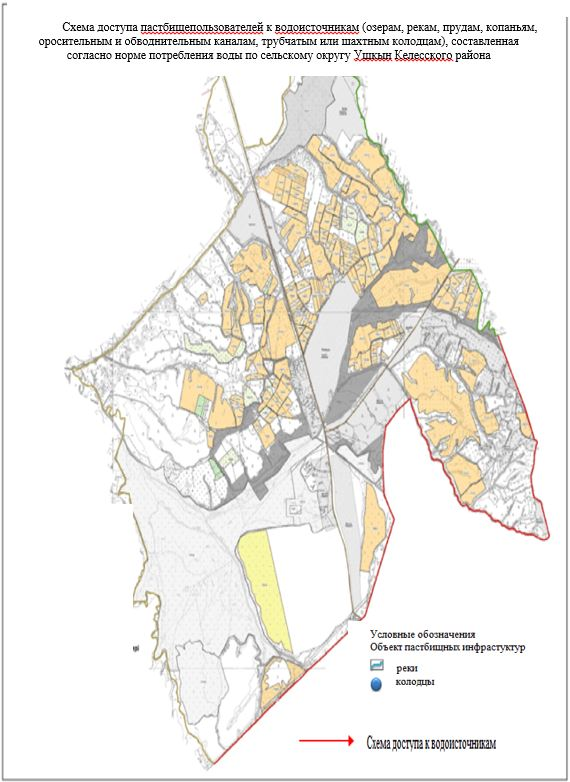 Схема доступа пастбищепользователей к водоисточникам (озерам, рекам, прудам, копаньям,
оросительным и обводнительным каналам, трубчатым или шахтным колодцам), составленная
согласно норме потребления воды по сельскому округу Ушкын Келесского района
Условные обозначения
Объект пастбищных инфрастуктур
реки
колодцы
Схема доступа к водоисточникам